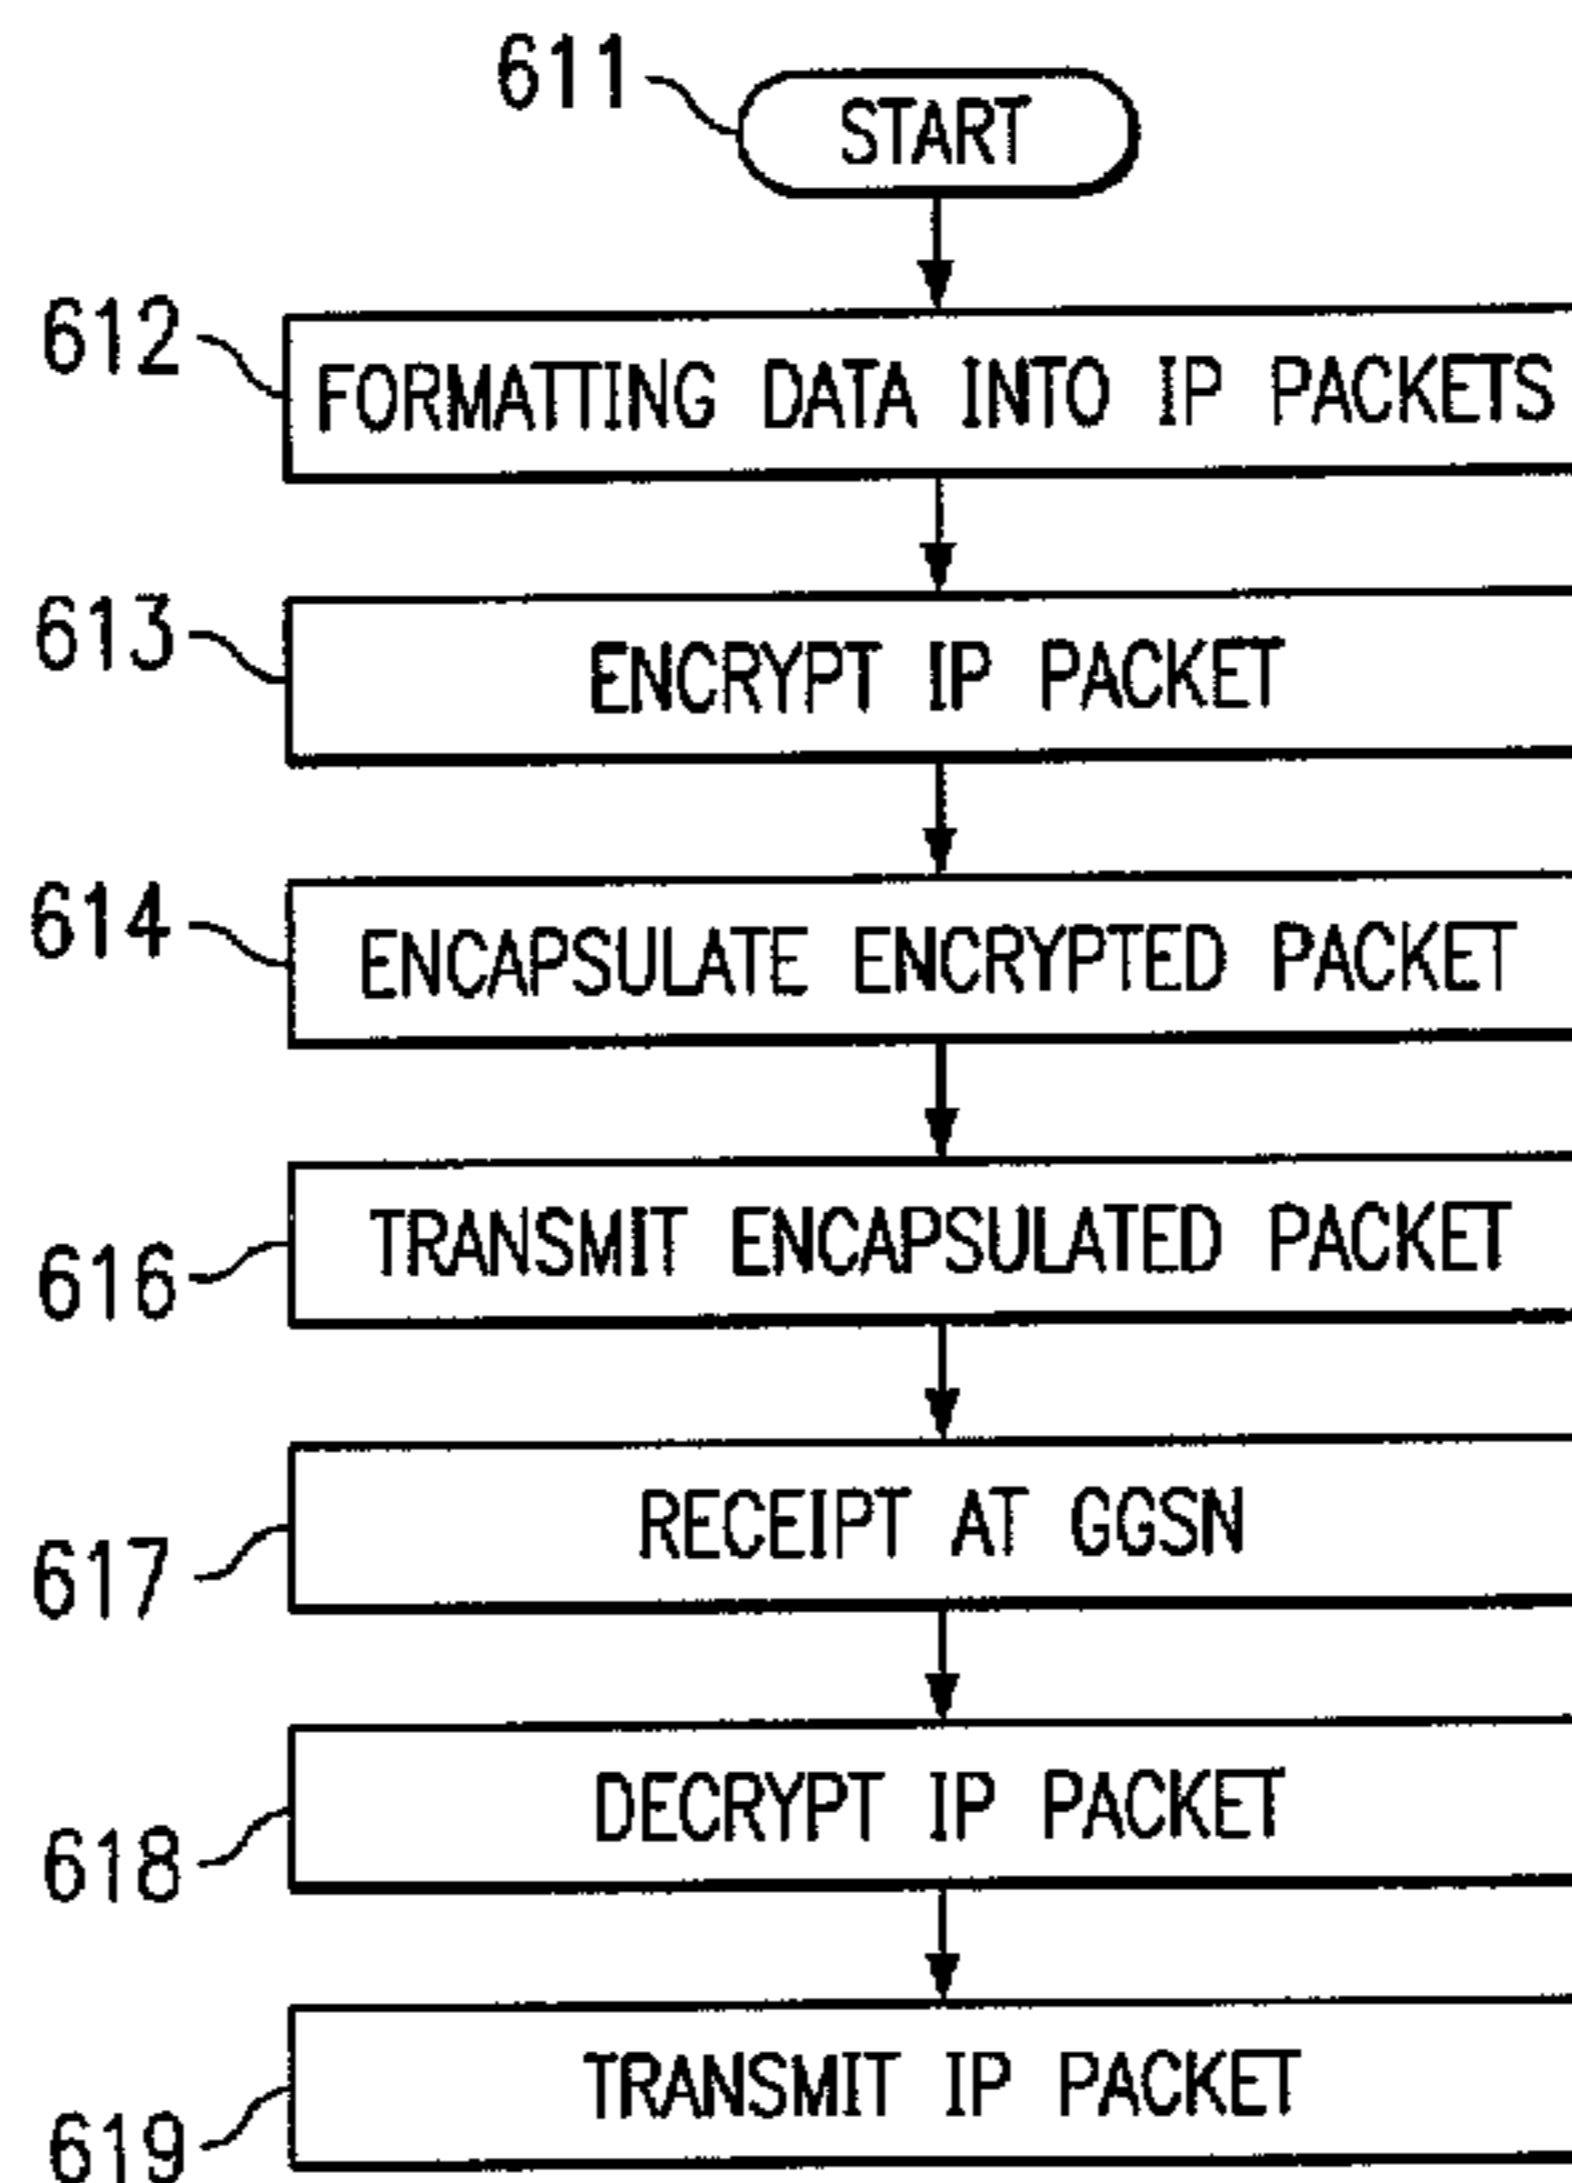 611 START
612 FORMATTING DATA INTO IP PACKETS
613 ENCRYPT IP PACKET
614 ENCAPSULATE ENCRYPTED PACKET
616 TRANSMIT ENCAPSULATED PACKET
617 RECEIPT AT GGSN
618 DECRYPT IP PACKET
619 TRANSMIT IP PACKET